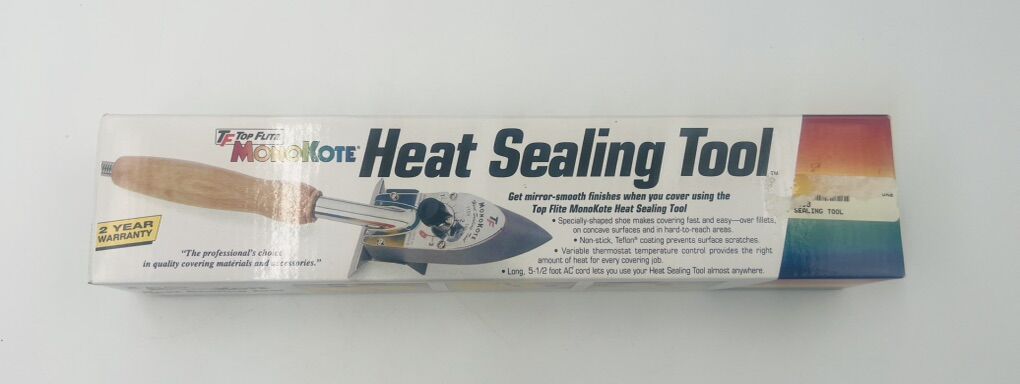 TF TOP FLITE
MONOKOTE®
Heat Sealing Tool™
Get mirror-smooth finishes when you cover using the
Top Flite MonoKote Heat Sealing Tool
• Specially-shaped shoe makes covering fast and easy—over fillets,
on concave surfaces and in hard-to-reach areas.
• Non-stick, Teflon® coating prevents surface scratches.
• Variable thermostat temperature control provides the right
amount of heat for every covering job.
• Long, 5-1/2 foot AC cord lets you use your Heat Sealing Tool almost anywhere.
2 YEAR
WARRANTY
"The professional's choice
in quality covering materials and accessories."
TF
MONOKOTE
SEALING TOOL